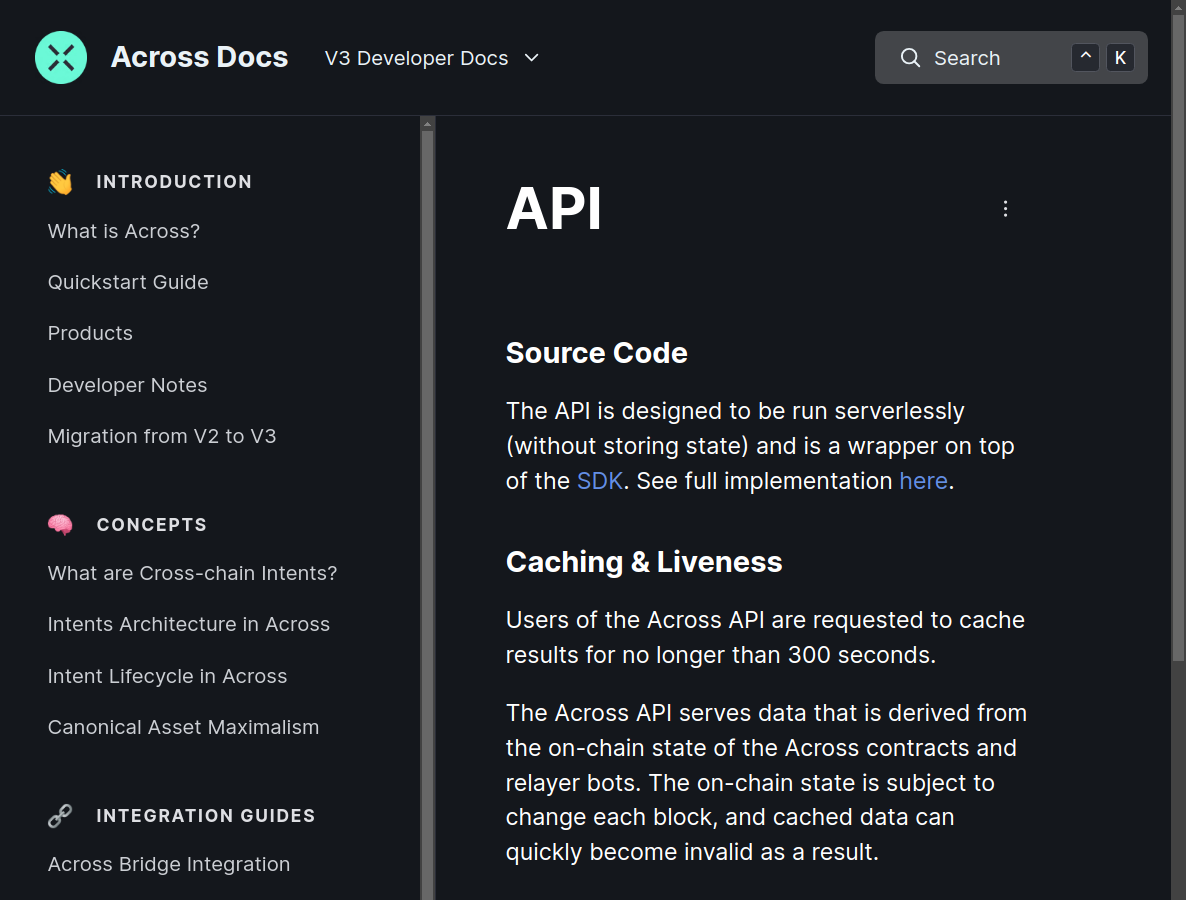 Across Docs
V3 Developer Docs
Search
^ K
INTRODUCTION
What is Across?
Quickstart Guide
Products
Developer Notes
Migration from V2 to V3
CONCEPTS
What are Cross-chain Intents?
Intents Architecture in Across
Intent Lifecycle in Across
Canonical Asset Maximalism
INTEGRATION GUIDES
Across Bridge Integration
API
Source Code
The API is designed to be run serverlessly
(without storing state) and is a wrapper on top
of the SDK. See full implementation here.
Caching & Liveness
Users of the Across API are requested to cache
results for no longer than 300 seconds.
The Across API serves data that is derived from
the on-chain state of the Across contracts and
relayer bots. The on-chain state is subject to
change each block, and cached data can
quickly become invalid as a result.